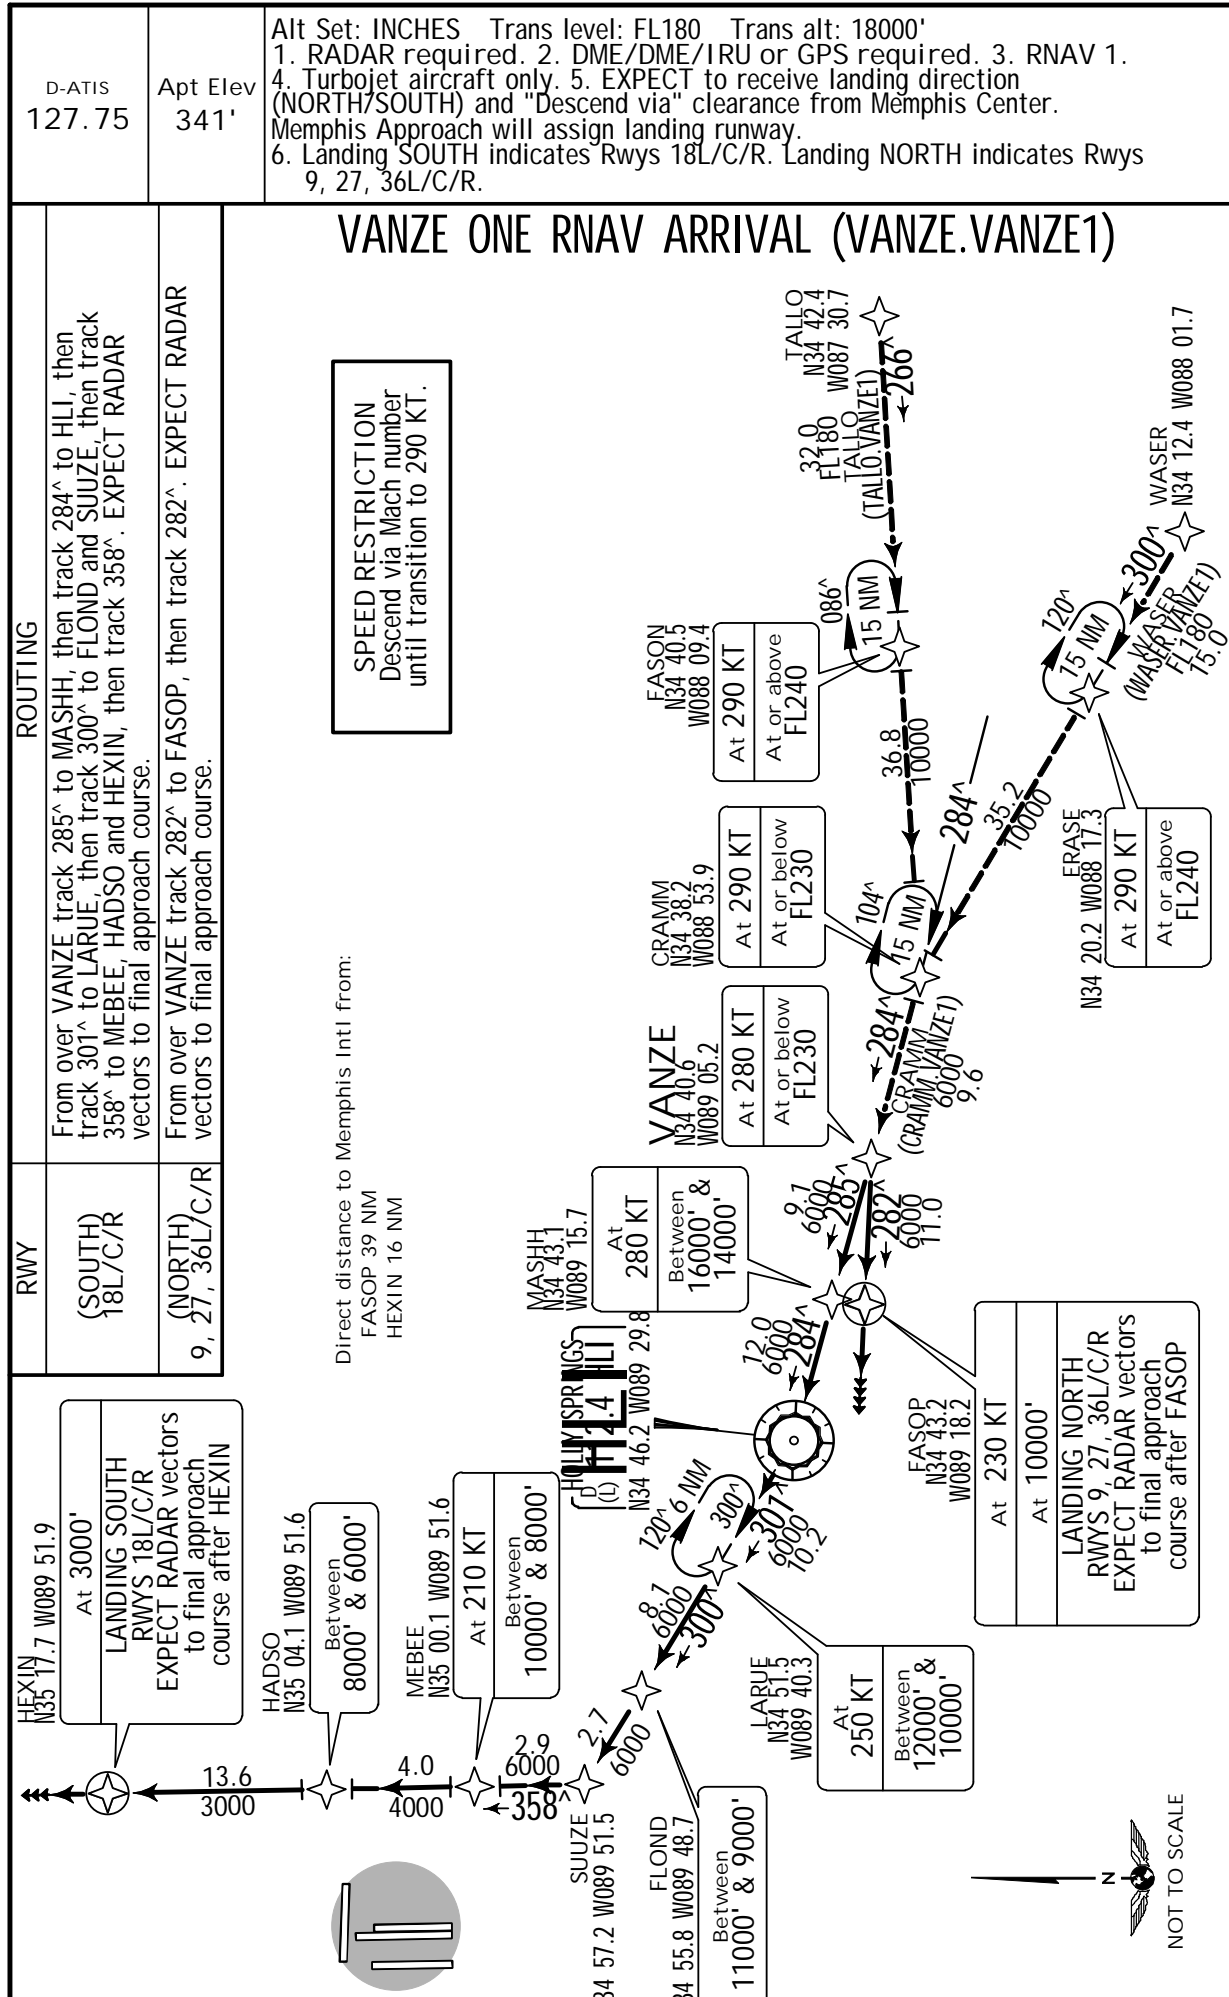 D-ATIS
127.75
Apt Elev
341'
Alt Set: INCHES Trans level: FL180 Trans alt: 18000'
1. RADAR required. 2. DME/DME/IRU or GPS required. 3. RNAV 1.
4. Turbojet aircraft only. 5. EXPECT to receive landing direction
(NORTH/SOUTH) and "Descend via" clearance from Memphis Center.
Memphis Approach will assign landing runway.
6. Landing SOUTH indicates Rwys 18L/C/R. Landing NORTH indicates Rwys
9, 27, 36L/C/R.
VANZE ONE RNAV ARRIVAL (VANZE.VANZE1)
RWY
ROUTING
(SOUTH)
18L/C/R
From over VANZE track 285^ to MASHH, then track 284^ to HLI, then
track 301^ to LARUE, then track 300^ to FLOND and SUUZE, then track
358^ to MEBEE, HADSO and HEXIN, then track 358^. EXPECT RADAR
vectors to final approach course.
(NORTH)
9, 27, 36L/C/R
From over VANZE track 282^ to FASOP, then track 282^. EXPECT RADAR
vectors to final approach course.
SPEED RESTRICTION
Descend via Mach number
until transition to 290 KT.
Direct distance to Memphis Intl from:
FASOP 39 NM
HEXIN 16 NM
TALLO
N34 42.4
W087 30.7
266^
32.0
FL180
TALLO
(TALLO.VANZE1)
WASER
N34 12.4 W088 01.7
300^
WASER
(WASER.VANZE1)
FL180
15.0
FASON
N34 40.5
W088 09.4
At 290 KT
At or above
FL240
086^
15 NM
36.8
10000
120^
15 NM
ERASE
N34 20.2 W088 17.3
At 290 KT
At or above
FL240
35.2
10000
284^
CRAMM
N34 38.2
W088 53.9
At 290 KT
At or below
FL230
104^
15 NM
284^
CRAMM
(CRAMM.VANZE1)
6000
9.6
VANZE
N34 40.6
W089 05.2
At 280 KT
At or below
FL230
9.1
6000
285^
282^
6000
11.0
MASHH
N34 43.1
W089 15.7
At
280 KT
Between
16000' &
14000'
12.0
6000
284^
FASOP
N34 43.2
W089 18.2
At 230 KT
At 10000'
LANDING NORTH
RWYS 9, 27, 36L/C/R
EXPECT RADAR vectors
to final approach
course after FASOP
HOLLY SPRINGS
D
(L)
HLI
N34 46.2 W089 29.8
301^
6000
10.2
120^
6 NM
300^
LARUE
N34 51.5
W089 40.3
At
250 KT
Between
12000' &
10000'
8.1
6000
300^
FLOND
34 55.8 W089 48.7
Between
11000' & 9000'
2.7
6000
SUUZE
34 57.2 W089 51.5
2.9
6000
358^
MEBEE
N35 00.1 W089 51.6
At 210 KT
Between
10000' & 8000'
4.0
4000
HADSO
N35 04.1 W089 51.6
Between
8000' & 6000'
13.6
3000
HEXIN
N35 17.7 W089 51.9
At 3000'
LANDING SOUTH
RWYS 18L/C/R
EXPECT RADAR vectors
to final approach
course after HEXIN
N
NOT TO SCALE